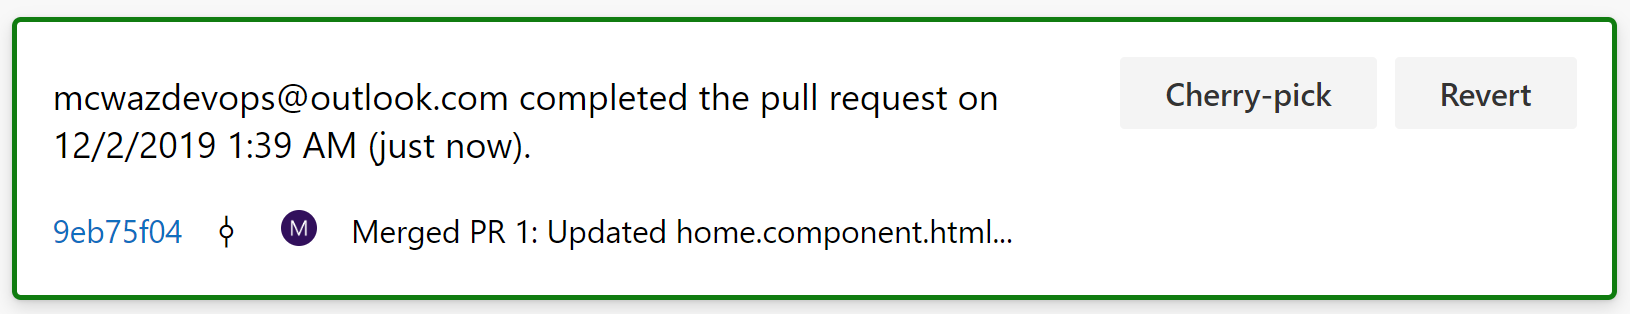 mcwazdevops@outlook.com completed the pull request on
12/2/2019 1:39 AM (just now).
Cherry-pick
Revert
9eb75f04 M Merged PR 1: Updated home.component.html...